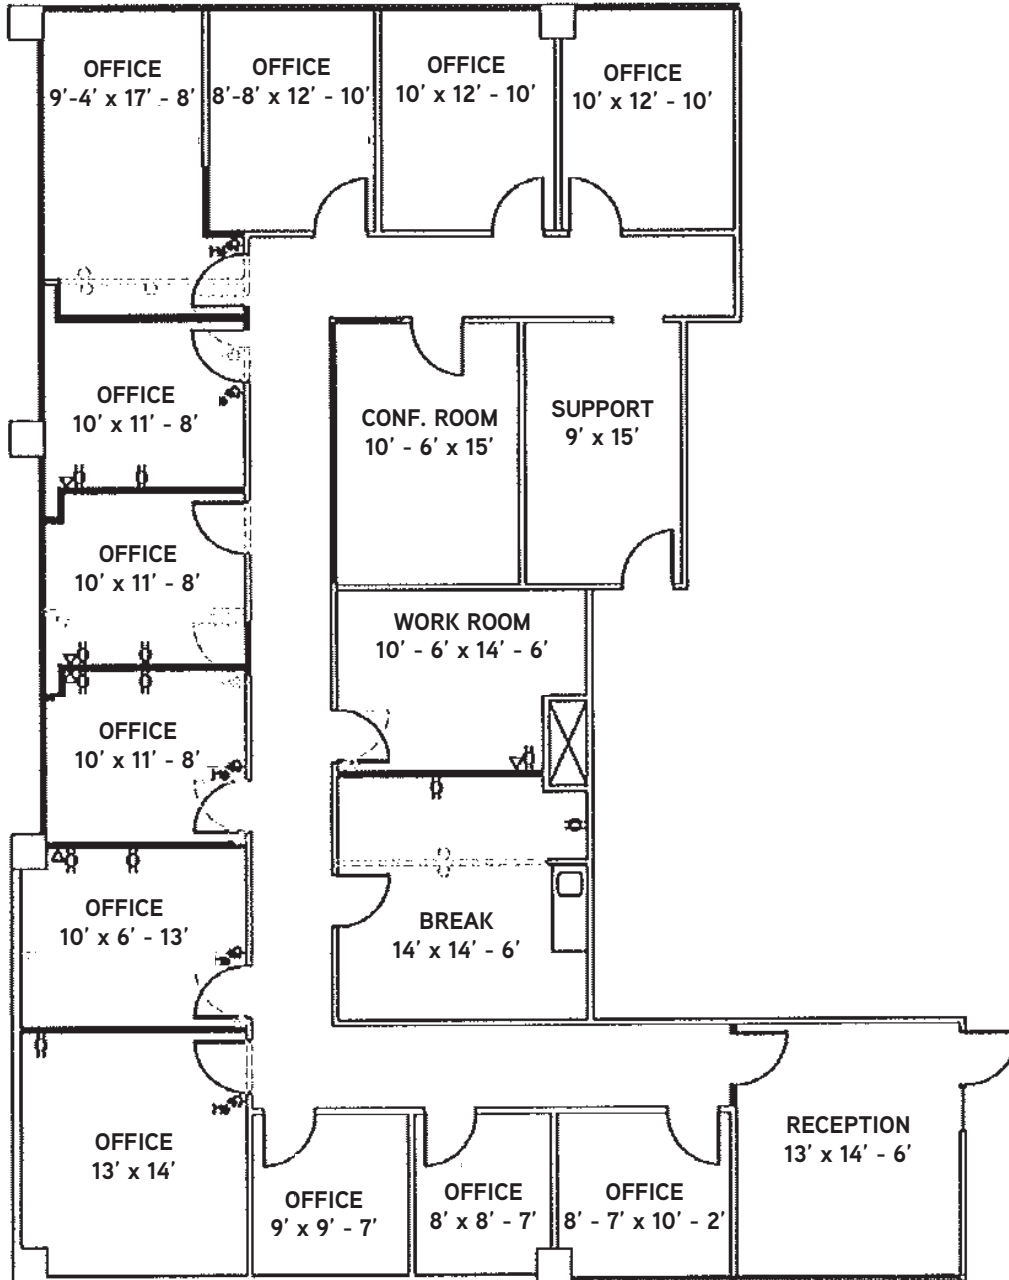 OFFICE
9′-4′ x 17′ - 8′
OFFICE
8′-8′ x 12′ - 10′
OFFICE
10′ x 12′ - 10′
OFFICE
10′ x 12′ - 10′
OFFICE
10′ x 11′ - 8′
CONF. ROOM
10′ - 6′ x 15′
SUPPORT
9′ x 15′
OFFICE
10′ x 11′ - 8′
WORK ROOM
10′ - 6′ x 14′ - 6′
OFFICE
10′ x 11′ - 8′
OFFICE
10′ x 6′ - 13′
BREAK
14′ x 14′ - 6′
OFFICE
13′ x 14′
RECEPTION
13′ x 14′ - 6′
OFFICE
9′ x 9′ - 7′
OFFICE
8′ x 8′ - 7′
OFFICE
8′ - 7′ x 10′ - 2′